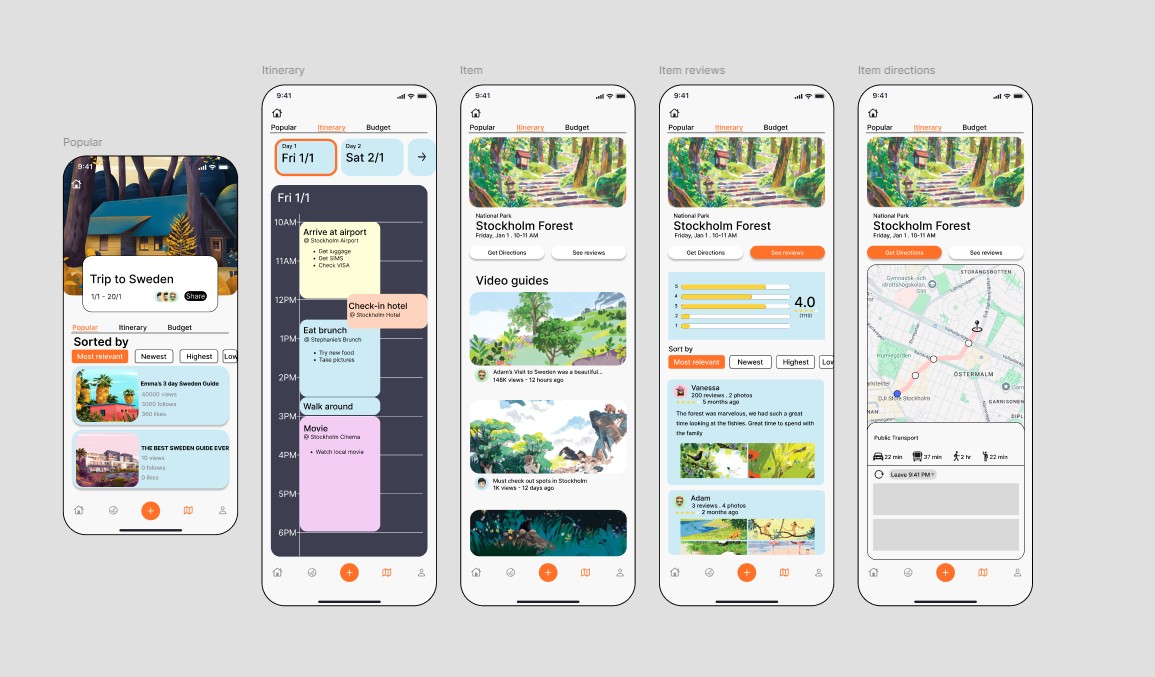 Popular
9:41
Trip to Sweden
1/1 - 20/1
Share
Popular Itinerary Budget
Sorted by
Most relevant Newest Highest Low
Emma's 3 day Sweden Guide
40000 views
3000 follows
360 likes
THE BEST SWEDEN GUIDE EVER
10 views
0 follows
0 likes
Itinerary
9:41
Popular Itinerary Budget
Day 1
Fri 1/1
Day 2
Sat 2/1
Fri 1/1
10AM
Arrive at airport
@ Stockholm Airport
• Get luggage
• Get SIMS
• Check VISA
11AM
12PM
Check-in hotel
@ Stockholm Hotel
Eat brunch
1PM
@ Stephanie's Brunch
• Try new food
• Take pictures
2PM
Walk around
3PM
Movie
@ Stockholm Cinema
• Watch local movie
4PM
5PM
6PM
Item
9:41
Popular Itinerary Budget
National Park
Stockholm Forest
Friday, Jan 1 . 10-11 AM
Get Directions See reviews
Video guides
Adam's Visit to Sweden was a beautiful...
148K views - 12 hours ago
Must check out spots in Stockholm
1K views - 12 days ago
Item reviews
9:41
Popular Itinerary Budget
National Park
Stockholm Forest
Friday, Jan 1 . 10-11 AM
Get Directions See reviews
5
4
3
2
1
4.0
Sort by
Most relevant Newest Highest Low
Vanessa
200 reviews . 2 photos
5 months ago
The forest was marvelous, we had such a great
time looking at the fishies. Great time to spend with
the family
Adam
3 reviews . 4 photos
2 months ago
Item directions
9:41
Popular Itinerary Budget
National Park
Stockholm Forest
Friday, Jan 1 . 10-11 AM
Get Directions See reviews
STORÄNGSBOTTEN
Gymnastik- och
idrottshögskolan,
GIH
Humlegården
ÖSTERMALM
DJI Store Stockholm
GARNISONEN
NAN
DIPL
Public Transport
22 min 37 min 2 hr 22 min
Leave 9:41 PM